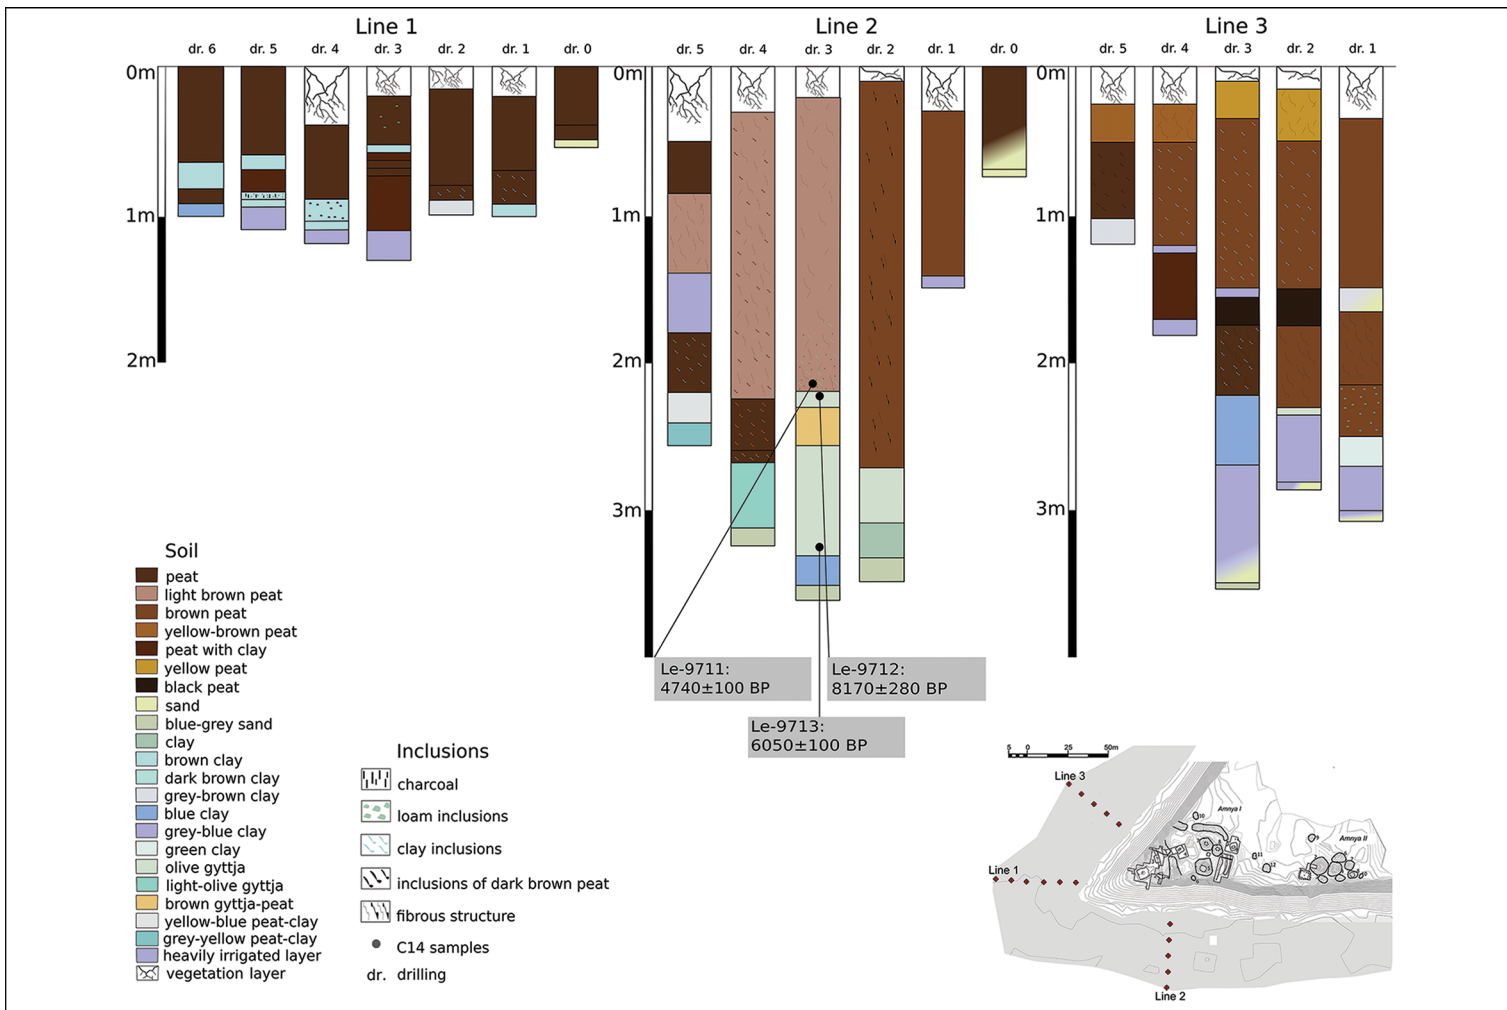 Line 1
Line 2
Line 3
dr. 6 dr. 5 dr. 4 dr. 3 dr. 2 dr. 1 dr. 0
dr. 5 dr. 4 dr. 3 dr. 2 dr. 1 dr. 0
dr. 5 dr. 4 dr. 3 dr. 2 dr. 1
0m
1m
2m
0m
1m
2m
3m
0m
1m
2m
3m
Le-9711:
4740±100 BP
Le-9712:
8170±280 BP
Le-9713:
6050±100 BP
Soil
peat
light brown peat
brown peat
yellow-brown peat
peat with clay
yellow peat
black peat
sand
blue-grey sand
clay
brown clay
dark brown clay
grey-brown clay
blue clay
grey-blue clay
green clay
olive gyttja
light-olive gyttja
brown gyttja-peat
yellow-blue peat-clay
grey-yellow peat-clay
heavily irrigated layer
vegetation layer
Inclusions
charcoal
loam inclusions
clay inclusions
inclusions of dark brown peat
fibrous structure
C14 samples
dr. drilling
5 0 25 50m
Line 3
Amnya I
Amnya II
Line 1
Line 2